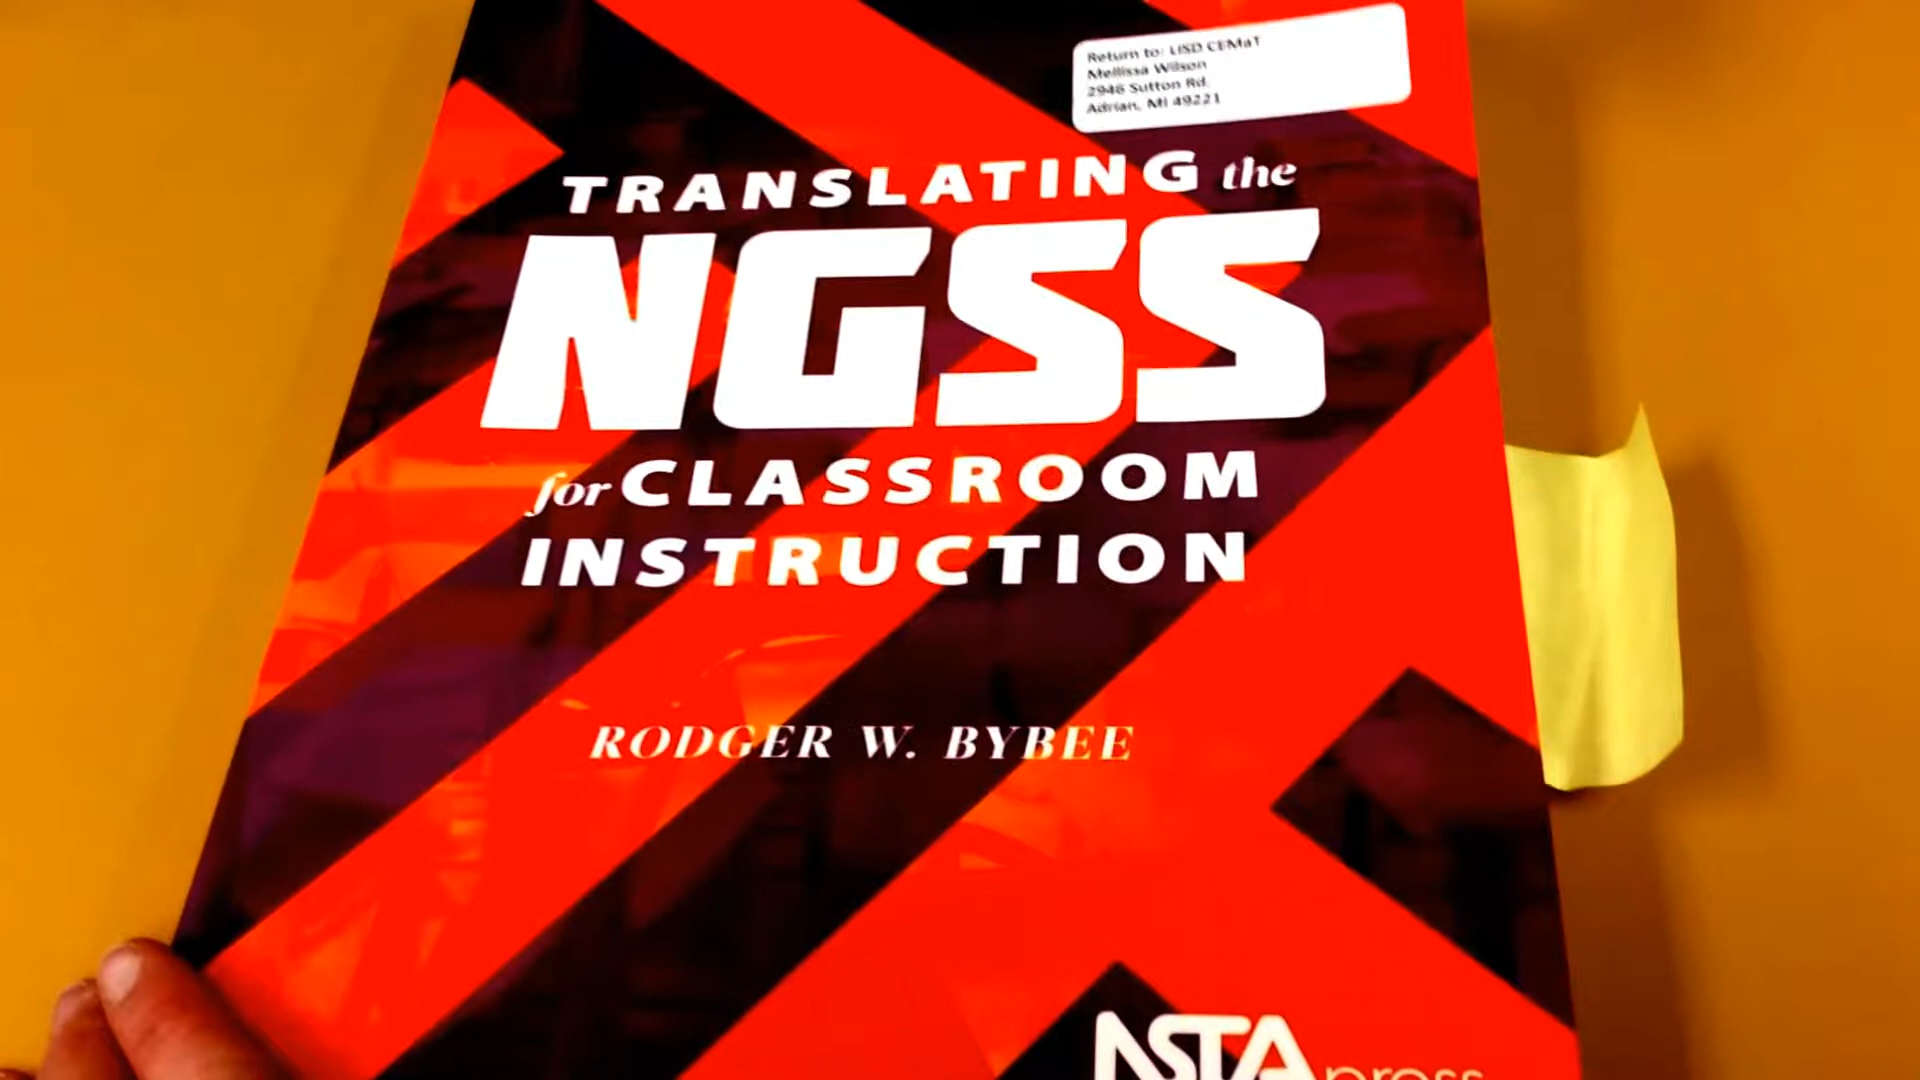 Return to: LISD CEMaT
Mellissa Wilson
2946 Sutton Rd.
Adrian, MI 49221
TRANSLATING the
NGSS
for CLASSROOM
INSTRUCTION
RODGER W. BYBEE
NSTA press